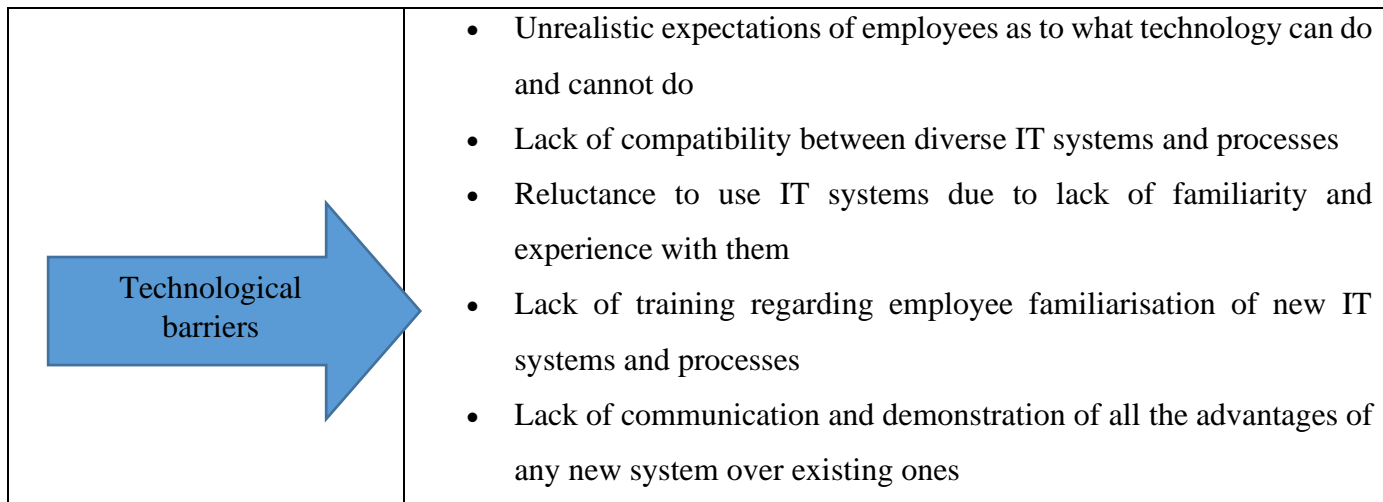 Technological
barriers
• Unrealistic expectations of employees as to what technology can do
and cannot do
• Lack of compatibility between diverse IT systems and processes
• Reluctance to use IT systems due to lack of familiarity and
experience with them
• Lack of training regarding employee familiarisation of new IT
systems and processes
• Lack of communication and demonstration of all the advantages of
any new system over existing ones